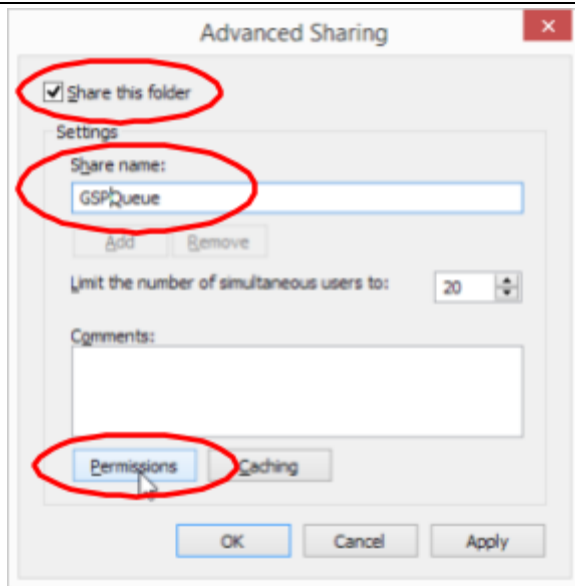 Advanced Sharing
Share this folder
Settings
Share name:
GSPQueue
Add Remove
Limit the number of simultaneous users to:
20
Comments:
Permissions Caching
OK Cancel Apply